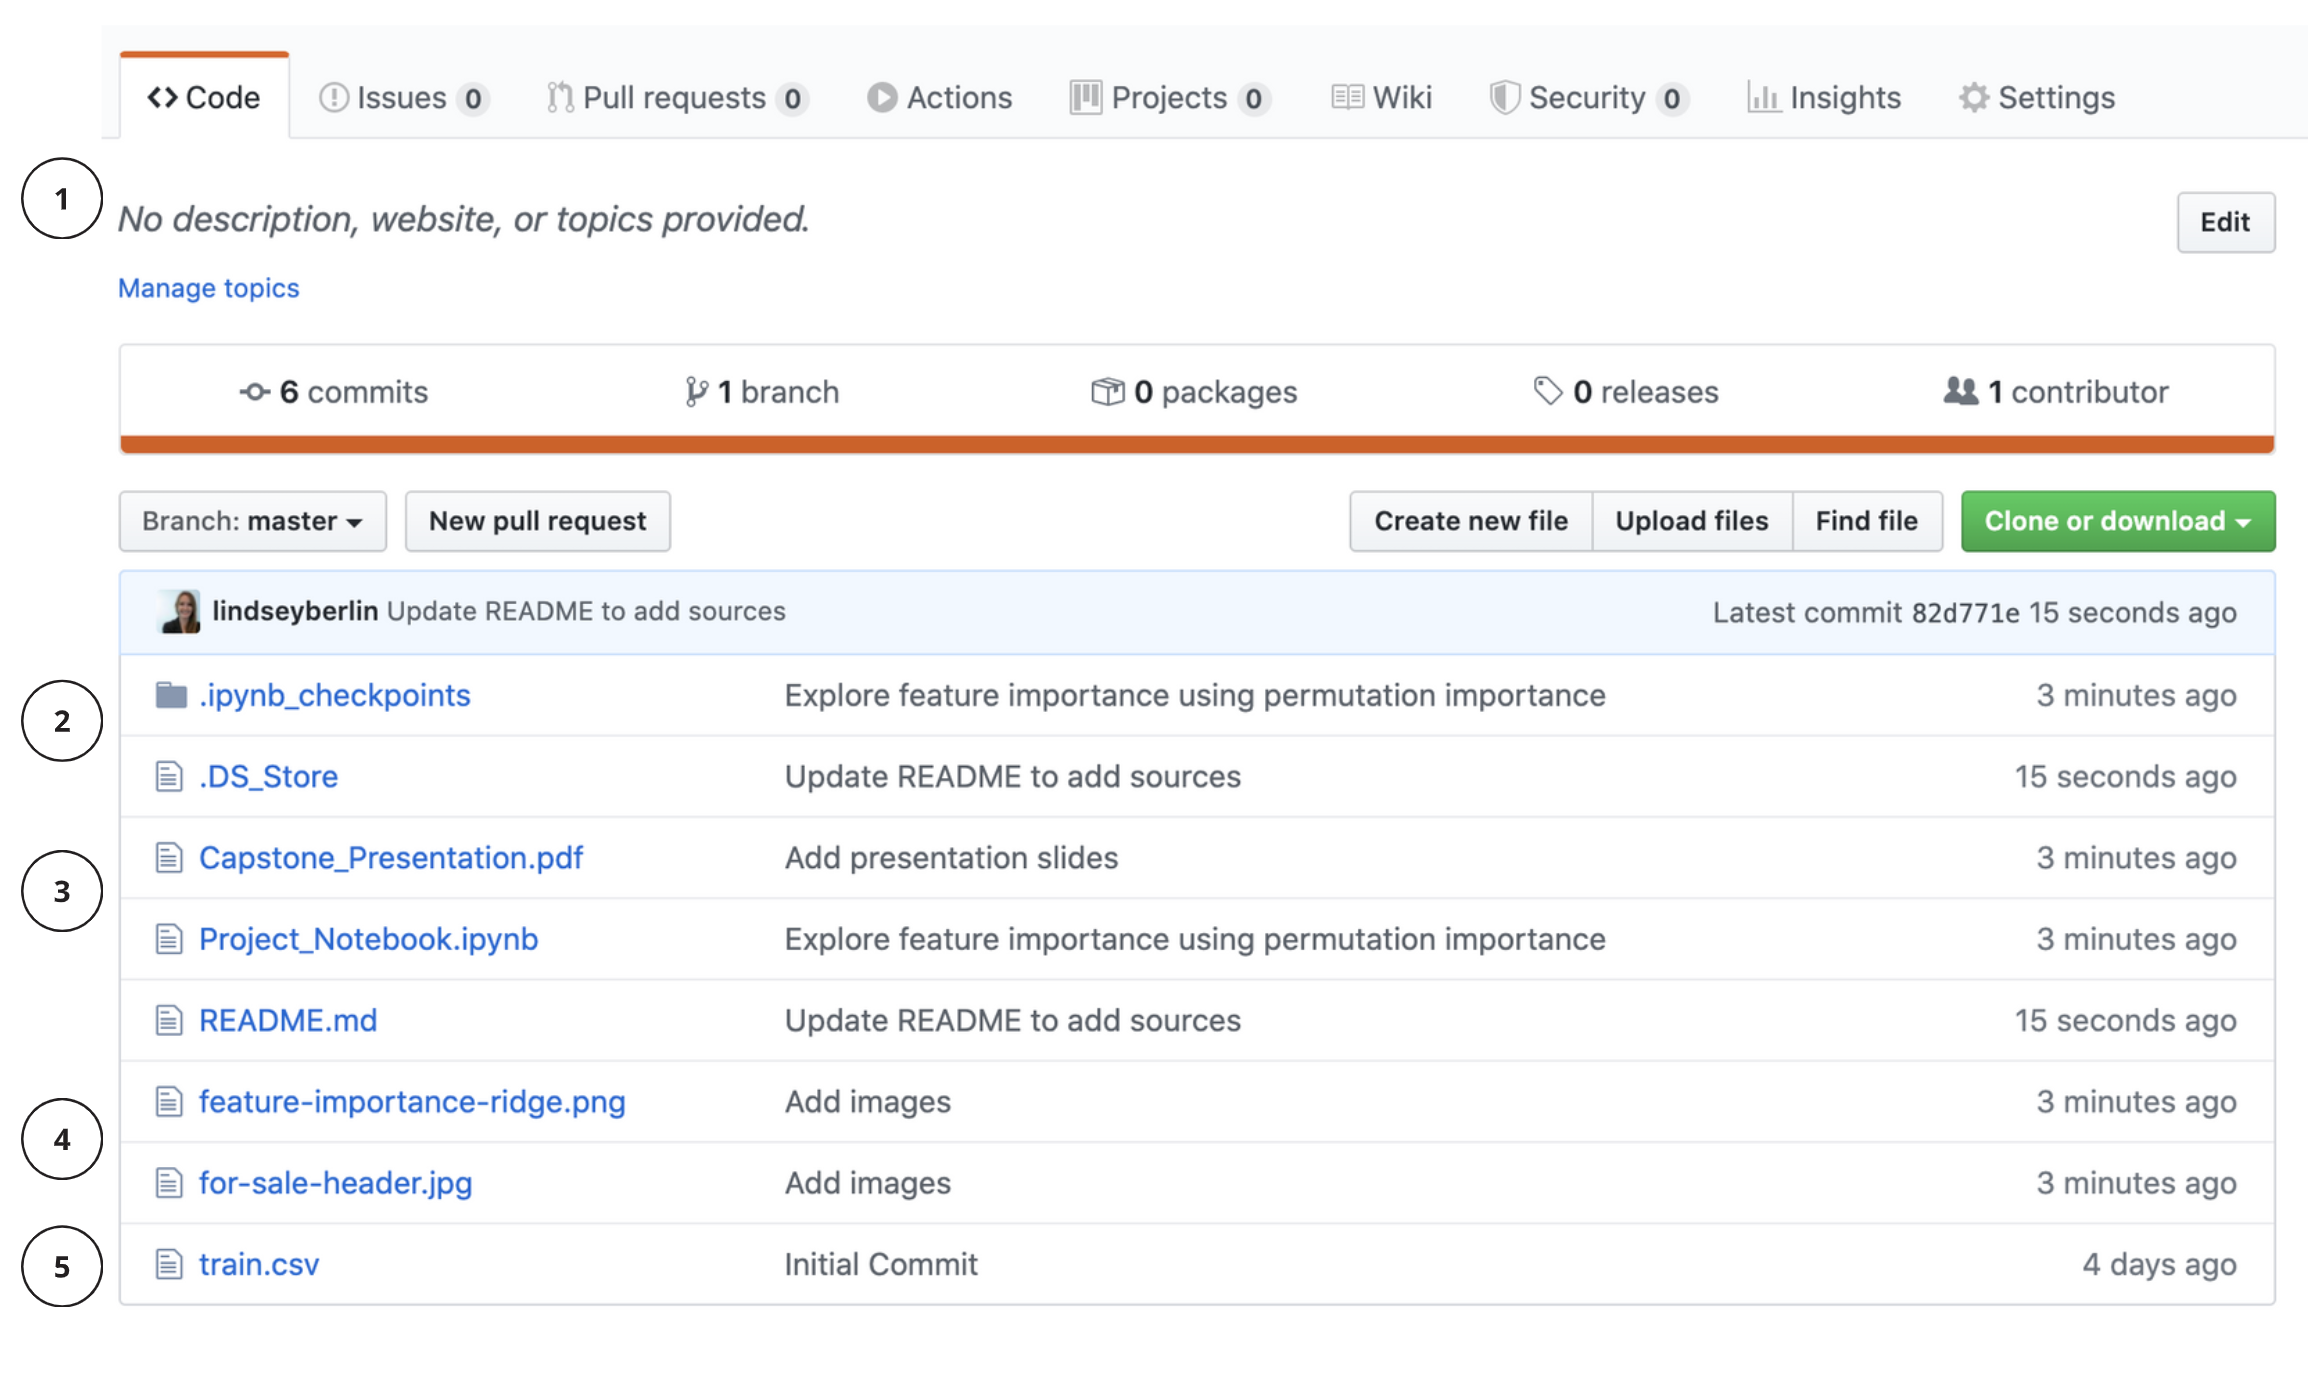 Code Issues 0 Pull requests 0 Actions Projects 0 Wiki Security 0 Insights Settings
1
No description, website, or topics provided. Edit
Manage topics
6 commits 1 branch 0 packages 0 releases 1 contributor
Branch: master New pull request Create new file Upload files Find file Clone or download
lindseyberlin Update README to add sources Latest commit 82d771e 15 seconds ago
.ipynb_checkpoints Explore feature importance using permutation importance 3 minutes ago
2
.DS_Store Update README to add sources 15 seconds ago
Capstone_Presentation.pdf Add presentation slides 3 minutes ago
3
Project_Notebook.ipynb Explore feature importance using permutation importance 3 minutes ago
README.md Update README to add sources 15 seconds ago
feature-importance-ridge.png Add images 3 minutes ago
4
for-sale-header.jpg Add images 3 minutes ago
5 train.csv Initial Commit 4 days ago